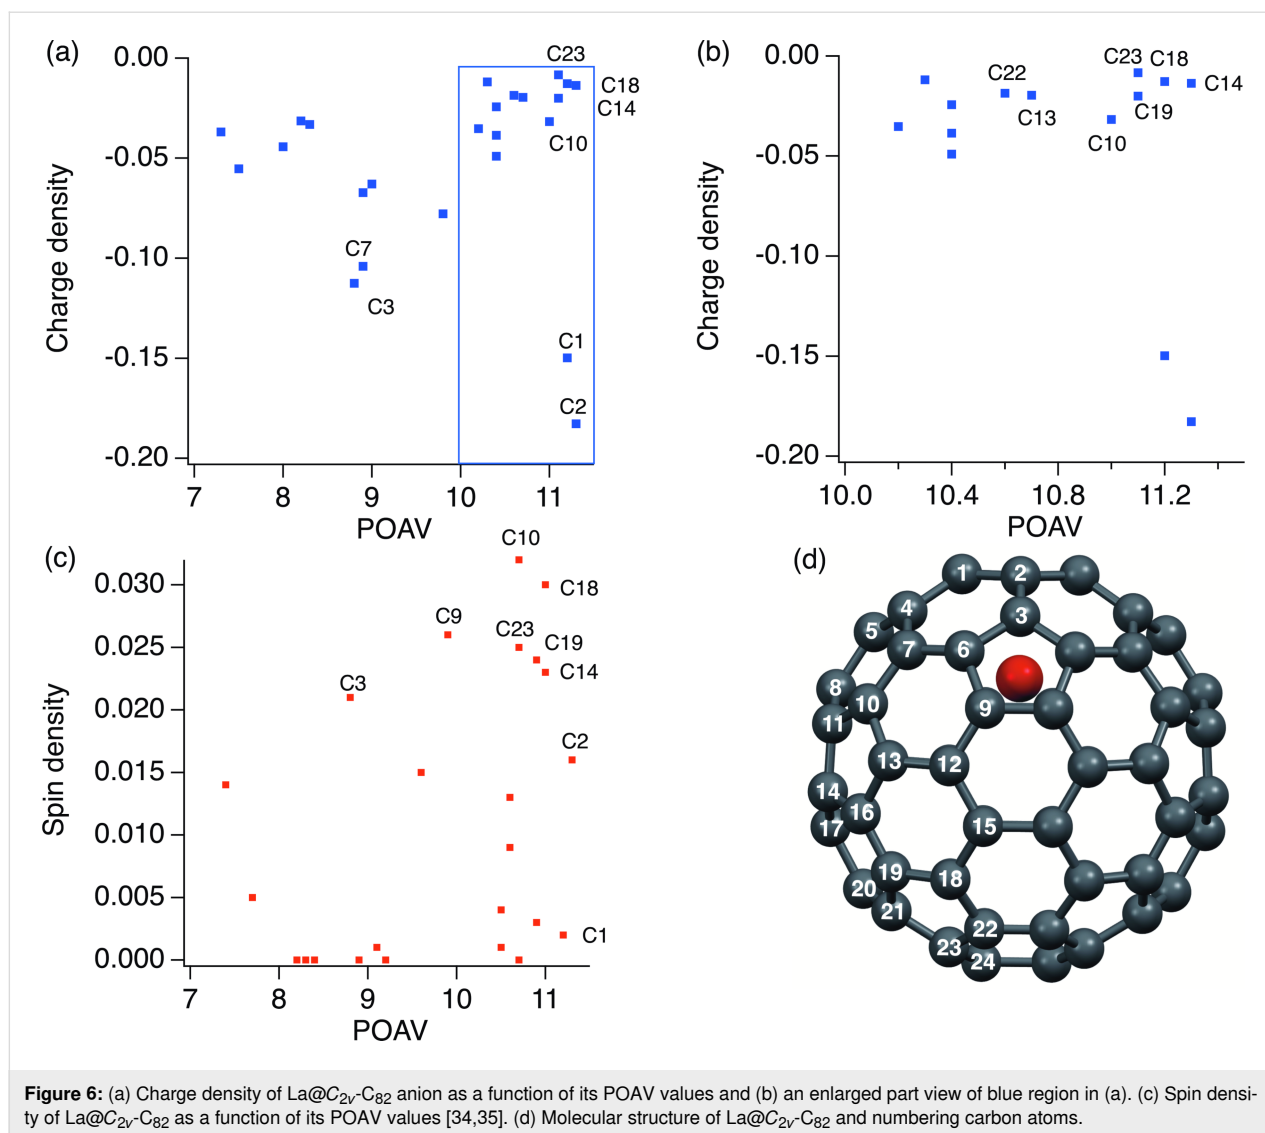 (a)
0.00
-0.05
-0.10
-0.15
-0.20
Charge density
7 8 9 10 11
POAV
C23
C18
C14
C10
C7
C3
C1
C2
(b)
0.00
-0.05
-0.10
-0.15
-0.20
Charge density
10.0 10.4 10.8 11.2
POAV
C23 C18
C22
C14
C13
C19
C10
(c)
0.030
0.025
0.020
0.015
0.010
0.005
0.000
Spin density
7 8 9 10 11
POAV
C10
C18
C9
C23
C19
C14
C3
C2
C1
(d)
1 2
3
4
5
6
7
8
9
10
11
12
13
14
15
16
17
18
19
20
21
22
23
24
Figure 6: (a) Charge density of La@C2v-C82 anion as a function of its POAV values and (b) an enlarged part view of blue region in (a). (c) Spin densi-
ty of La@C2v-C82 as a function of its POAV values [34,35]. (d) Molecular structure of La@C2v-C82 and numbering carbon atoms.